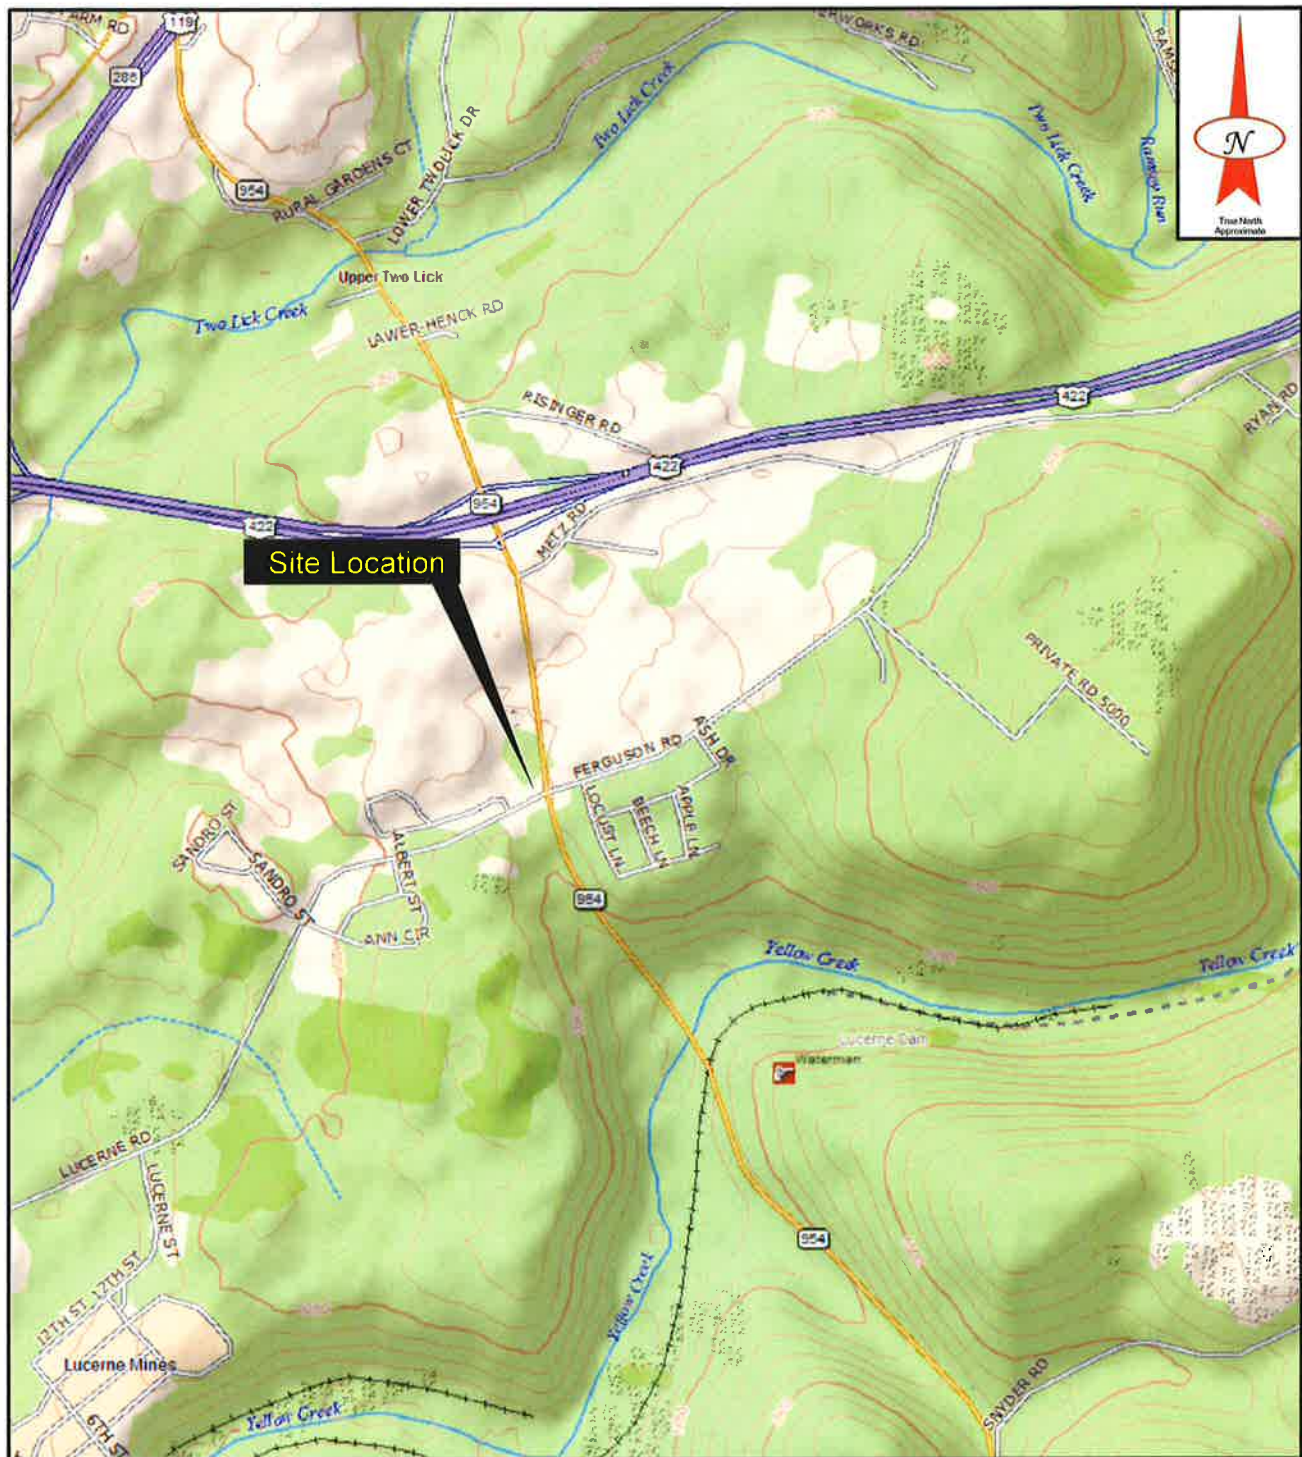 ARM RD
119
ERWORKS RD
286
Two Lick Creek
LOWER TWOLICK DR
Two Lick Creek
Ramsey Run
N
True North
Approximate
954
RURAL GARDENS CT
Upper Two Lick
Two Lick Creek
LAWER-HENCK RD
422
RISINGER RD
RYAN RD
422
954
422
METZ RD
Site Location
PRIVATE RD 5000
ASH DR
FERGUSON RD
LOCUST LN
BEECH LN
APPLE LN
SANDRO ST
SANDRO ST
ALBERT ST
ANN CIR
954
Yellow Creek
Yellow Creek
Lucerne Dam
Waterman
LUCERNE RD
LUCERNE ST
954
Yellow Creek
12TH ST
12TH ST
Lucerne Mines
SNYDER RD
Yellow Creek
6TH ST